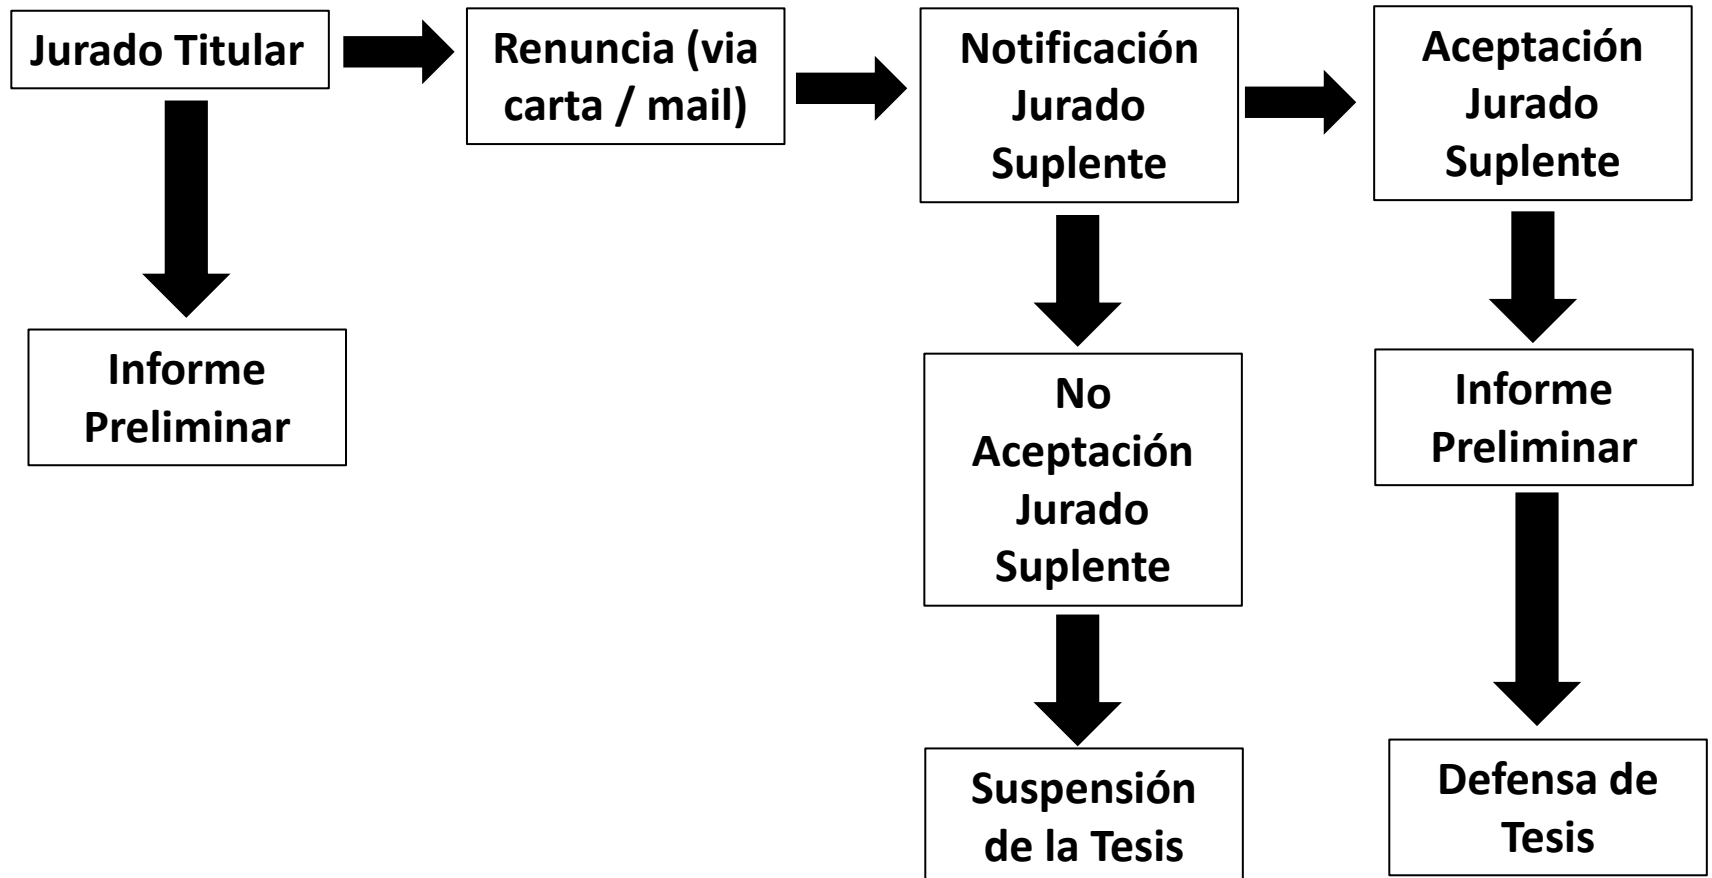 Jurado Titular
Renuncia (via
carta / mail)
Notificación
Jurado
Suplente
Aceptación
Jurado
Suplente
Informe
Preliminar
No
Aceptación
Jurado
Suplente
Informe
Preliminar
Suspensión
de la Tesis
Defensa de
Tesis